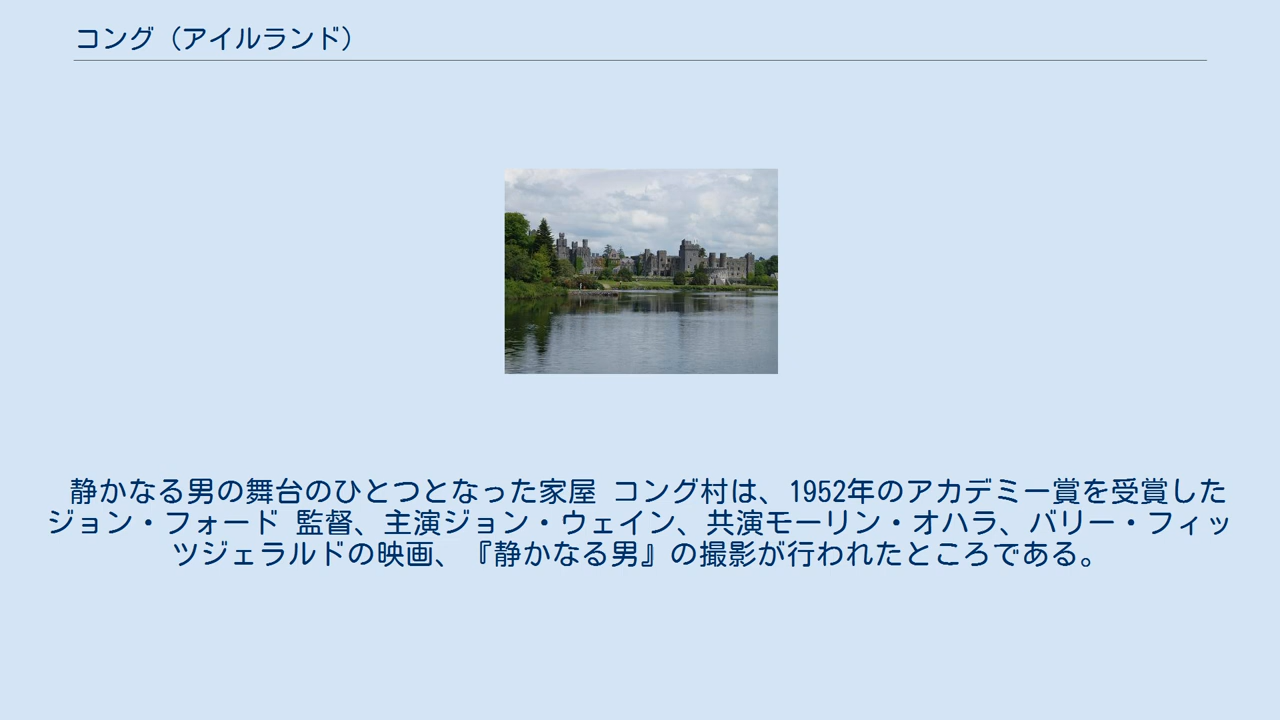 コング（アイルランド）
静かなる男の舞台のひとつとなった家屋 コング村は、1952年のアカデミー賞を受賞した
ジョン・フォード 監督、主演ジョン・ウェイン、共演モーリン・オハラ、バリー・フィッ
ツジェラルドの映画、『静かなる男』の撮影が行われたところである。